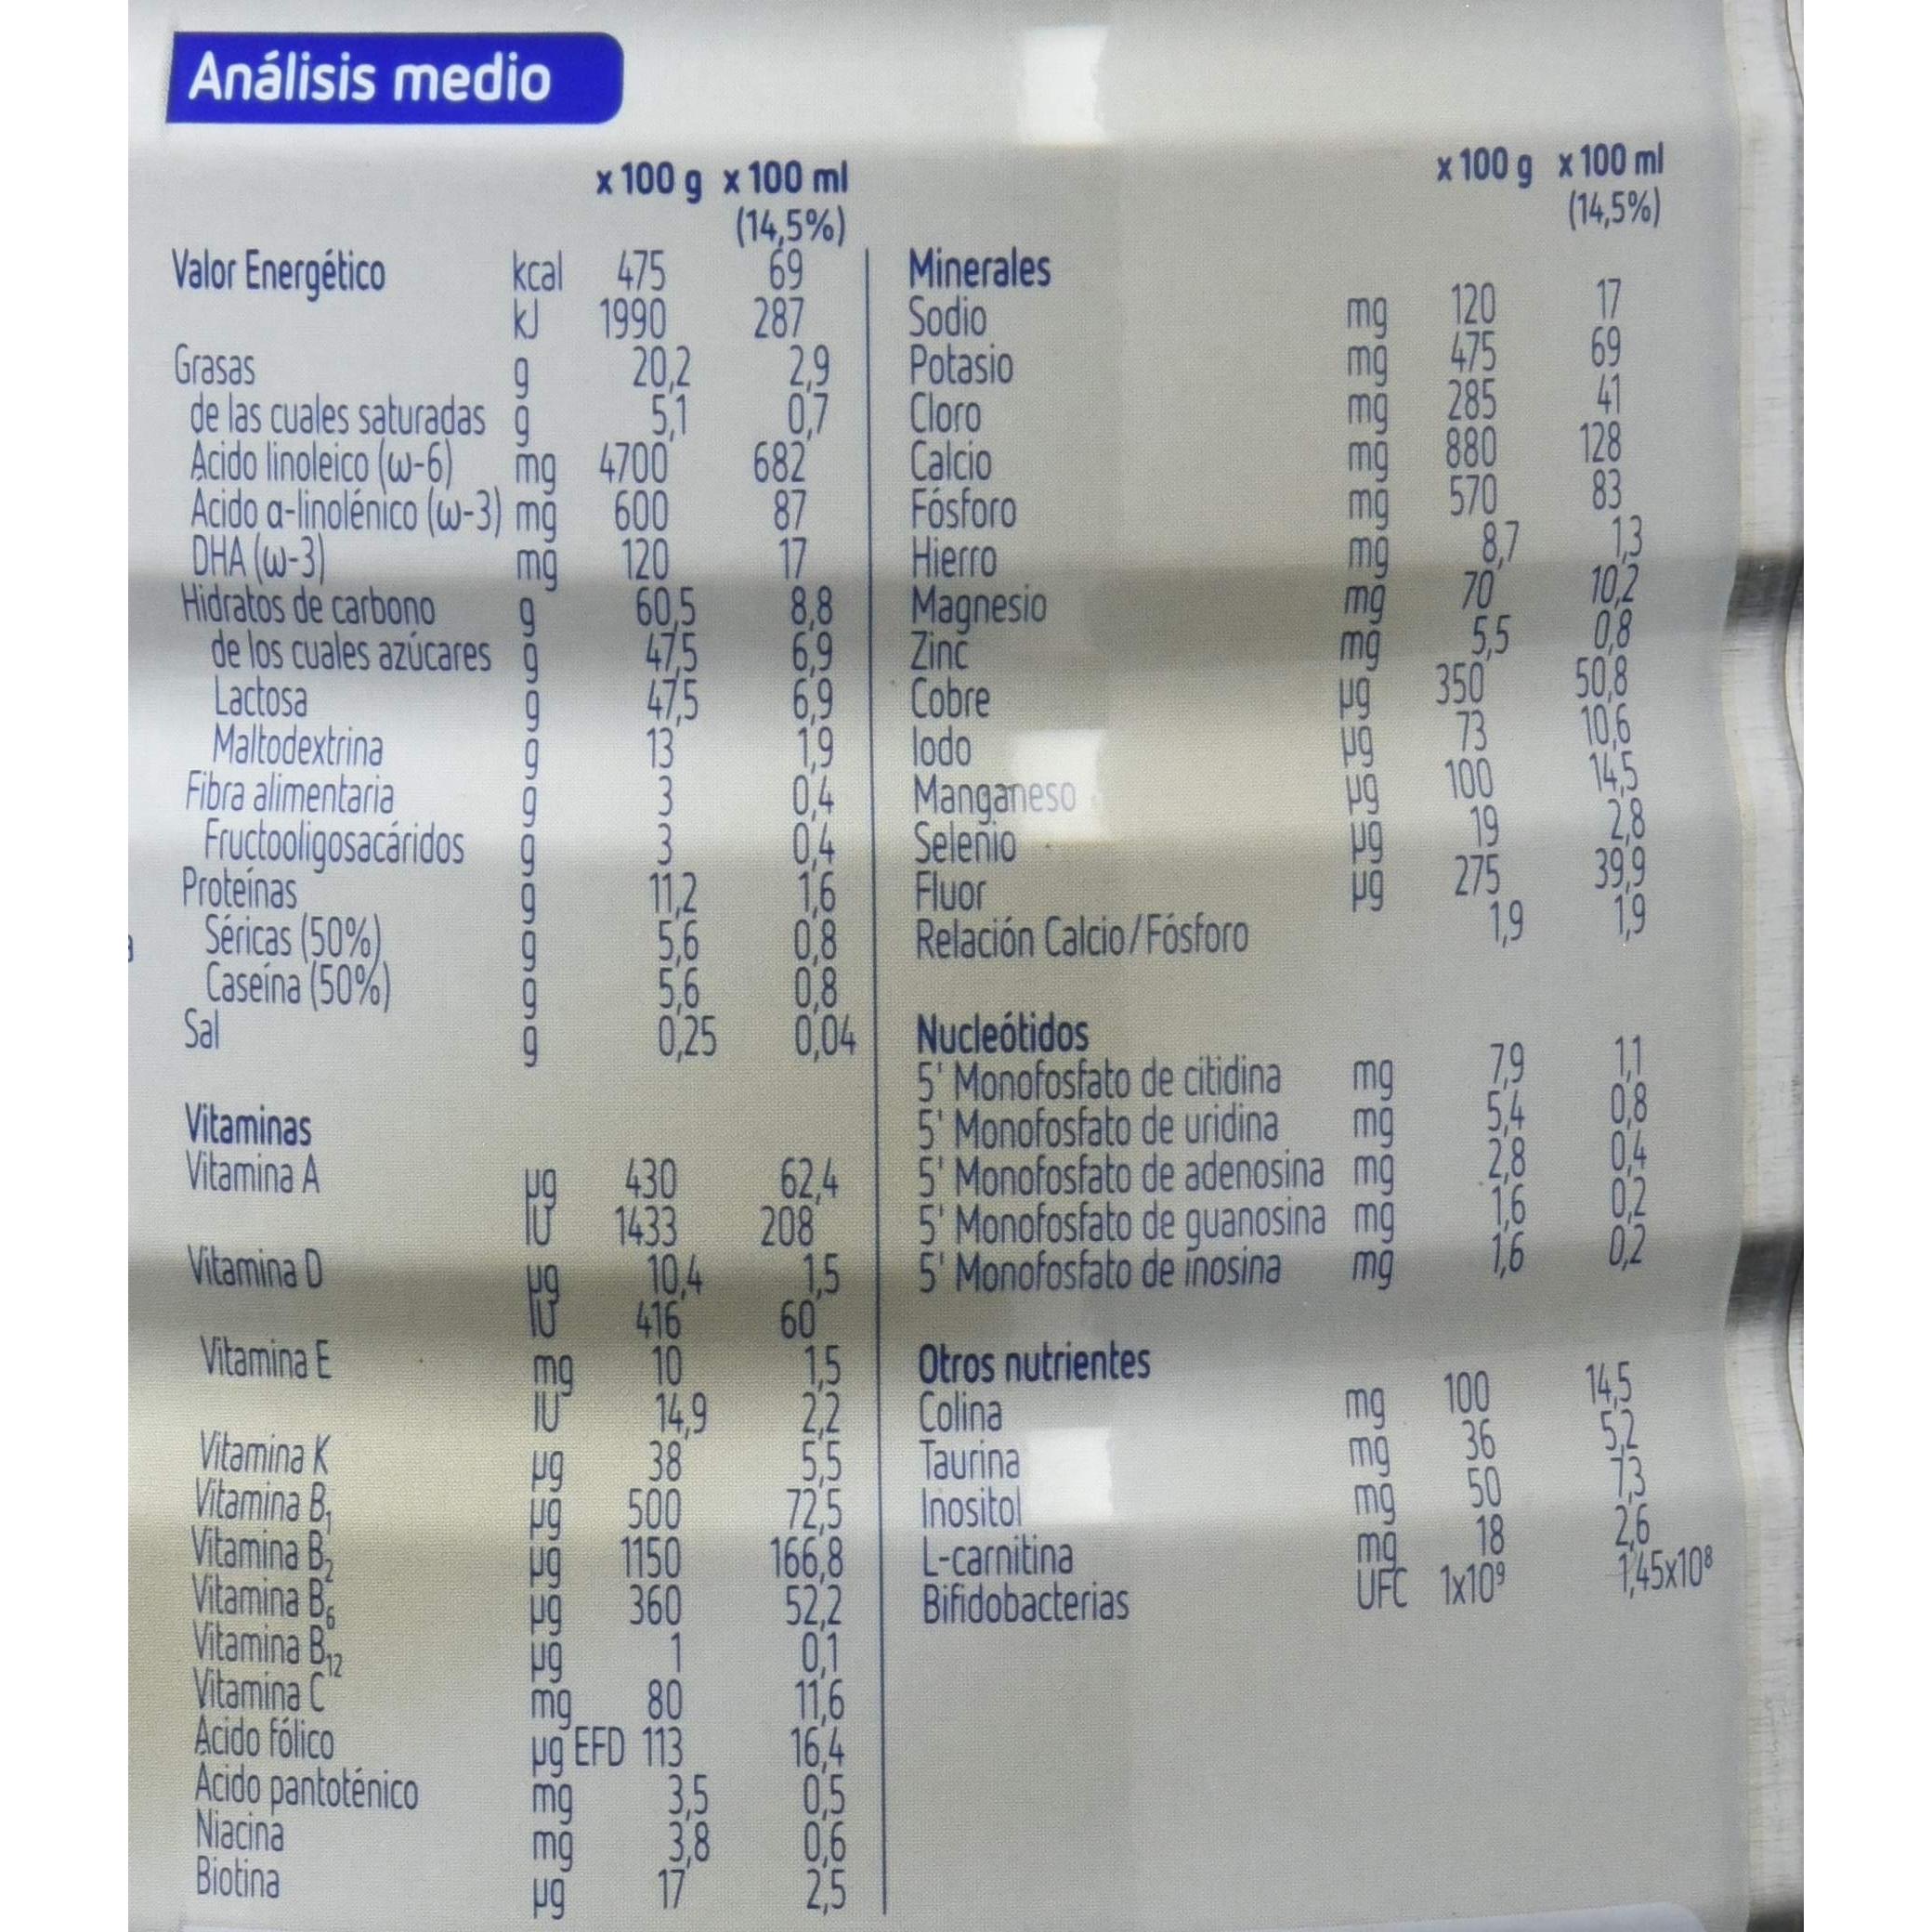 Análisis medio
x 100 g x 100 ml
(14,5%)
Valor Energético kcal 475 69
kJ 1990 287
Grasas g 20,2 2,9
de las cuales saturadas g 5,1 0,7
Ácido linoleico (ω-6) mg 4700 682
Ácido α-linolénico (ω-3) mg 600 87
DHA (ω-3) mg 120 17
Hidratos de carbono g 60,5 8,8
de los cuales azúcares g 47,5 6,9
Lactosa g 47,5 6,9
Maltodextrina g 13 1,9
Fibra alimentaria g 3 0,4
Fructooligosacáridos g 3 0,4
Proteínas g 11,2 1,6
Séricas (50%) g 5,6 0,8
Caseína (50%) g 5,6 0,8
Sal g 0,25 0,04
Vitaminas
Vitamina A µg 430 62,4
IU 1433 208
Vitamina D µg 10,4 1,5
IU 416 60
Vitamina E mg 10 1,5
IU 14,9 2,2
Vitamina K µg 38 5,5
Vitamina B₁ µg 500 72,5
Vitamina B₂ µg 1150 166,8
Vitamina B₆ µg 360 52,2
Vitamina B₁₂ µg 1 0,1
Vitamina C mg 80 11,6
Ácido fólico µg EFD 113 16,4
Ácido pantoténico mg 3,5 0,5
Niacina mg 3,8 0,6
Biotina µg 17 2,5
x 100 g x 100 ml
(14,5%)
Minerales
Sodio mg 120 17
Potasio mg 475 69
Cloro mg 285 41
Calcio mg 880 128
Fósforo mg 570 83
Hierro mg 8,7 1,3
Magnesio mg 70 10,2
Zinc mg 5,5 0,8
Cobre µg 350 50,8
Iodo µg 73 10,6
Manganeso µg 100 14,5
Selenio µg 19 2,8
Fluor µg 275 39,9
Relación Calcio/Fósforo 1,9 1,9
Nucleótidos
5' Monofosfato de citidina mg 7,9 1,1
5' Monofosfato de uridina mg 5,4 0,8
5' Monofosfato de adenosina mg 2,8 0,4
5' Monofosfato de guanosina mg 1,6 0,2
5' Monofosfato de inosina mg 1,6 0,2
Otros nutrientes
Colina mg 100 14,5
Taurina mg 36 5,2
Inositol mg 50 7,3
L-carnitina mg 18 2,6
Bifidobacterias UFC 1x10⁹ 1,45x10⁸